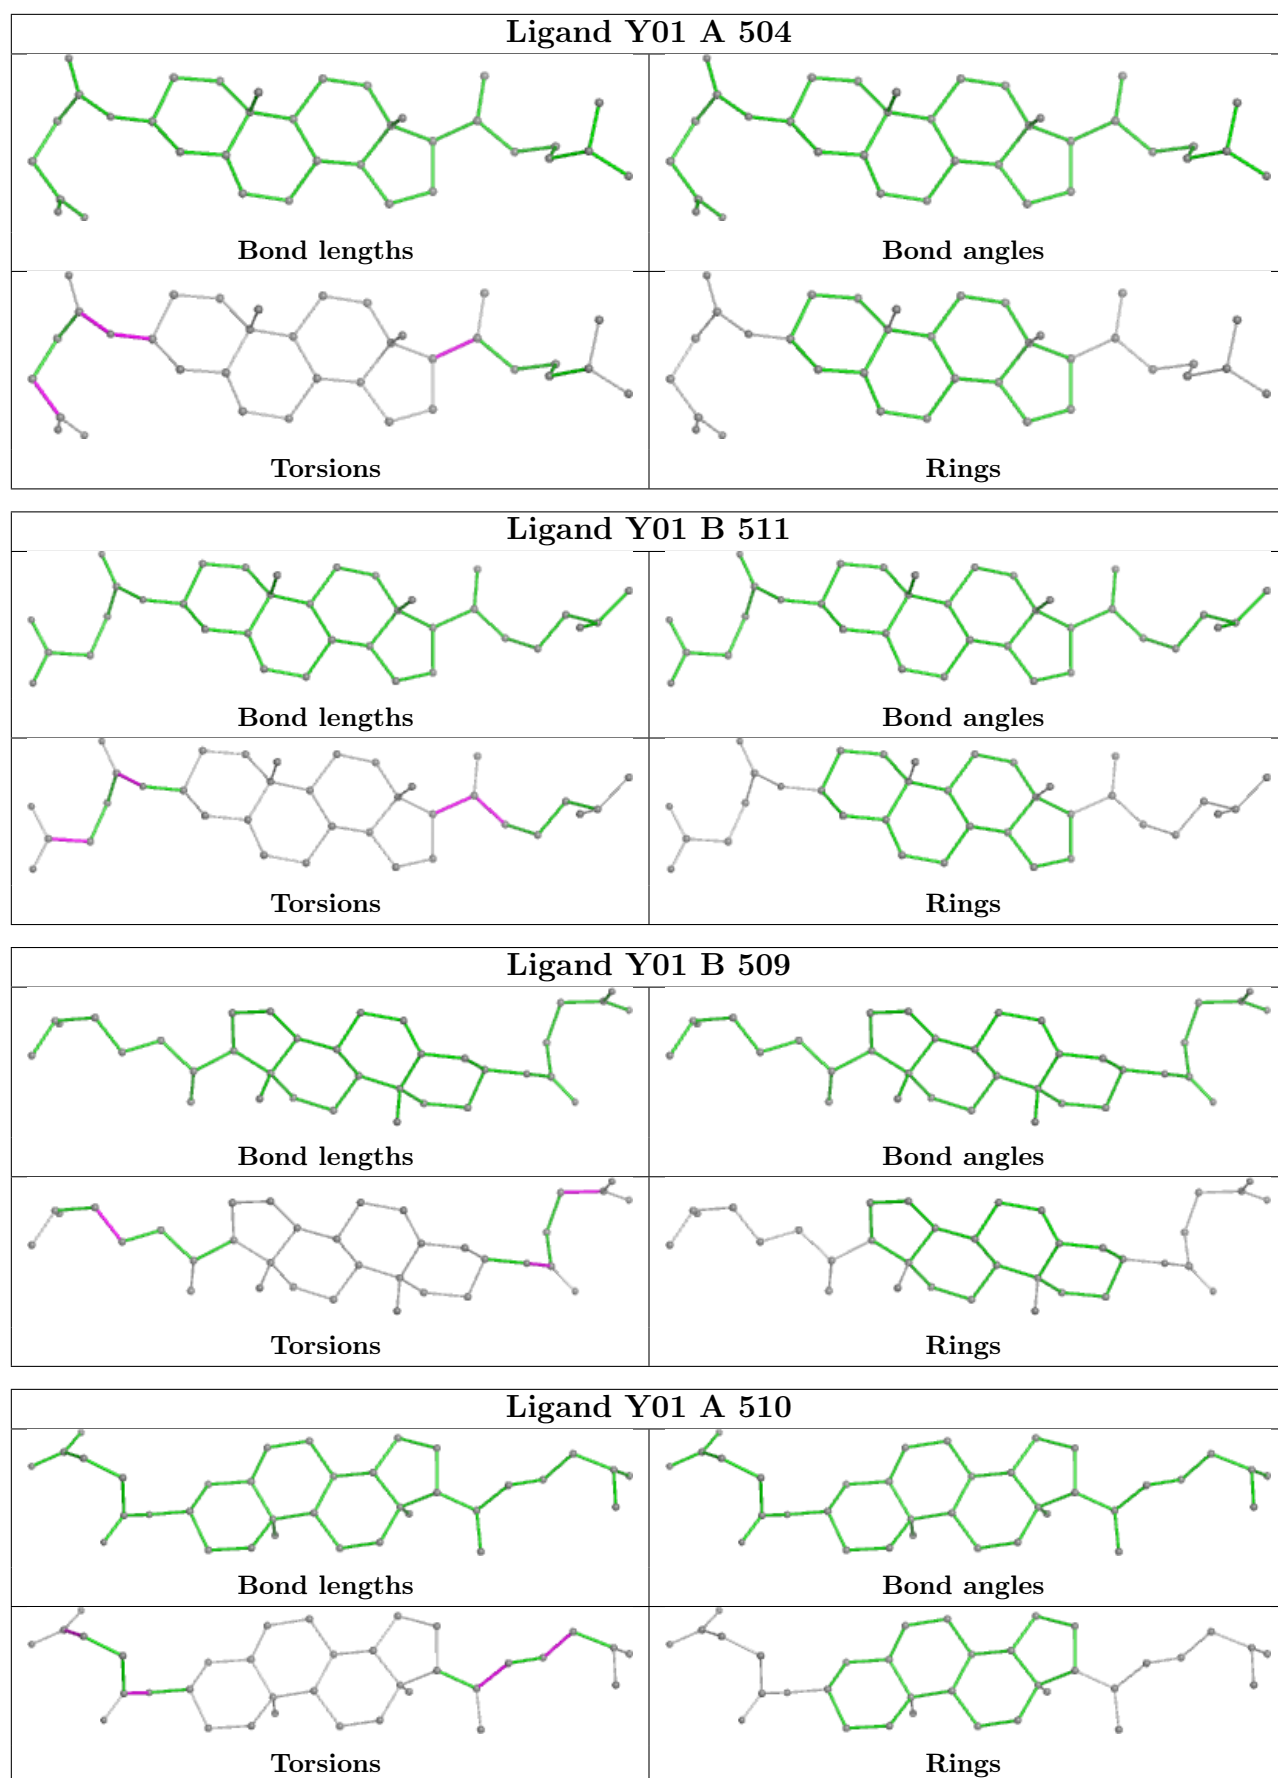 Ligand Y01 A 504
Bond lengths
Bond angles
Torsions
Rings
Ligand Y01 B 511
Bond lengths
Bond angles
Torsions
Rings
Ligand Y01 B 509
Bond lengths
Bond angles
Torsions
Rings
Ligand Y01 A 510
Bond lengths
Bond angles
Torsions
Rings